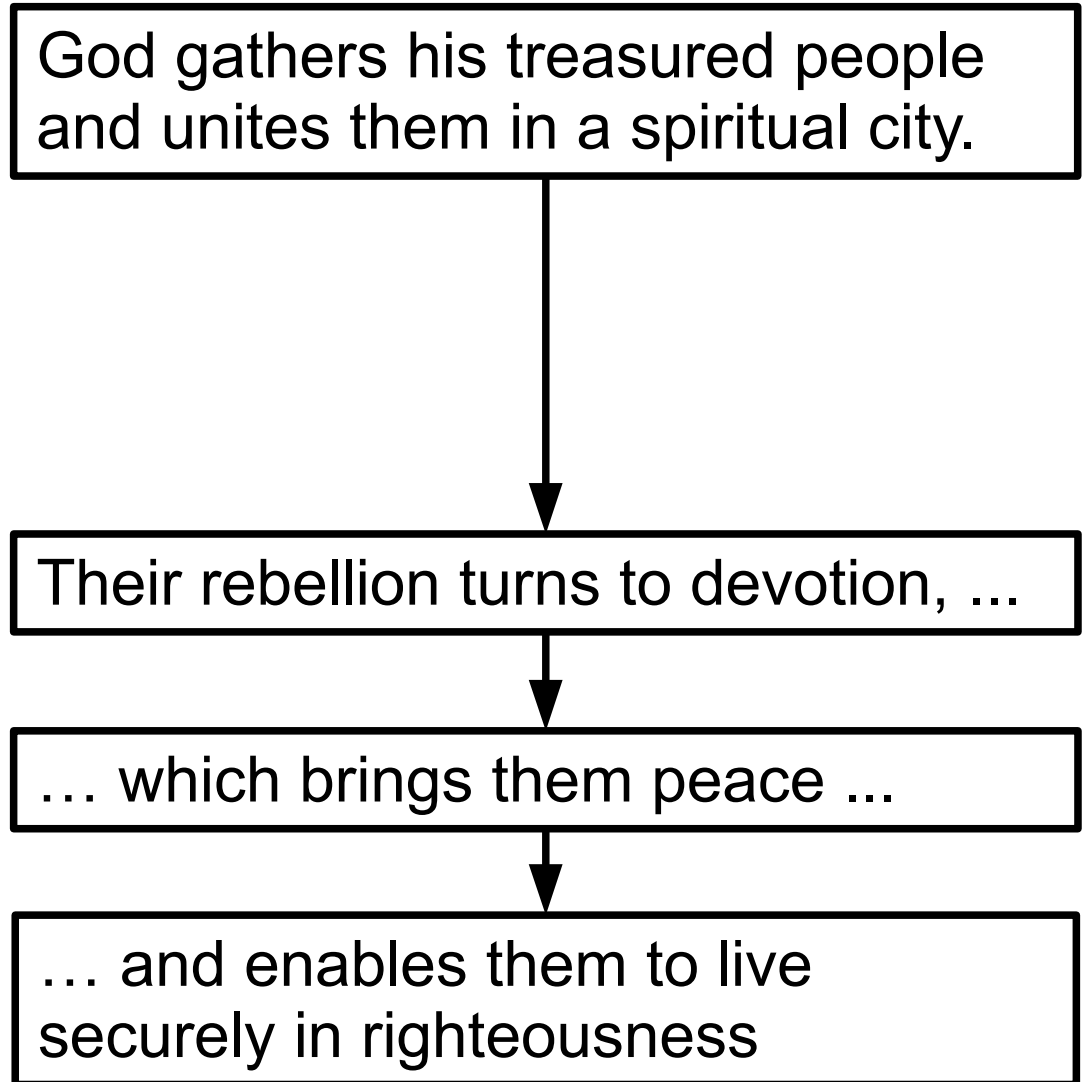 God gathers his treasured people
and unites them in a spiritual city.
Their rebellion turns to devotion, ...
… which brings them peace ...
… and enables them to live
securely in righteousness